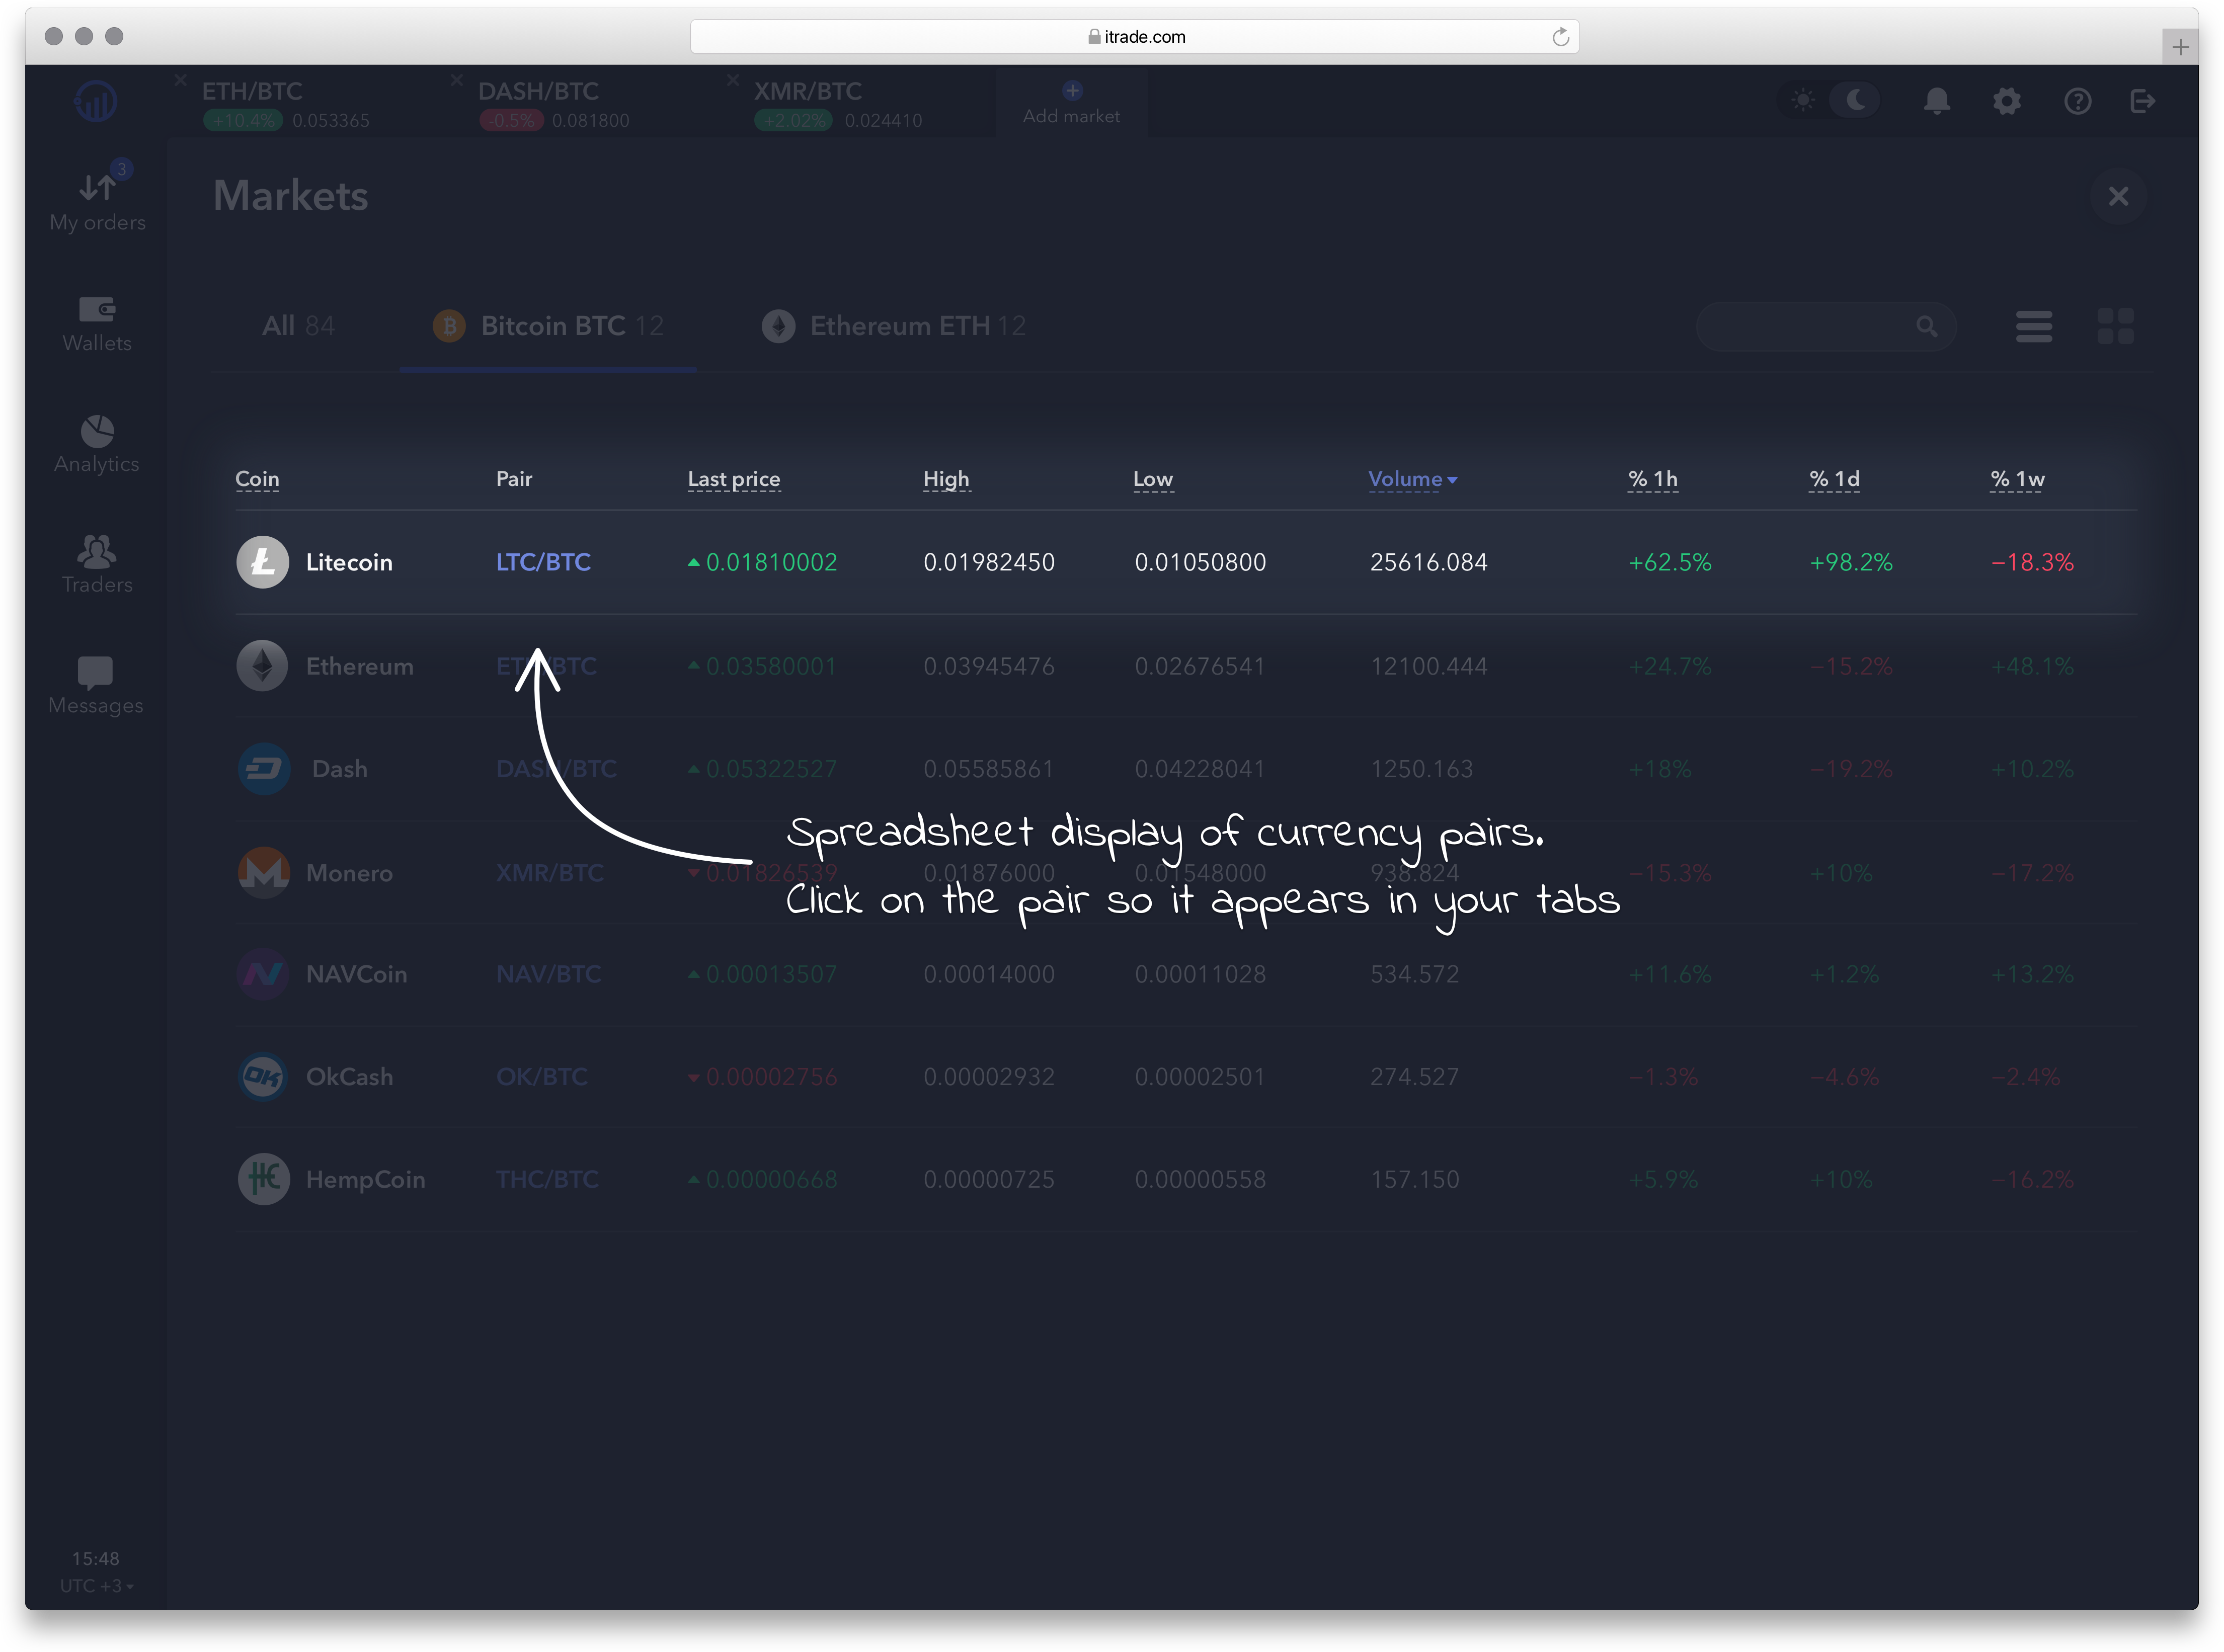 itrade.com
ETH/BTC
+10.4% 0.053365
DASH/BTC
-0.5% 0.081800
XMR/BTC
+2.02% 0.024410
Add market
3
My orders
Wallets
Analytics
Traders
Messages
15:48
UTC +3
Markets
All 84
Bitcoin BTC 12
Ethereum ETH 12
Coin Pair Last price High Low Volume % 1h % 1d % 1w
Litecoin LTC/BTC 0.01810002 0.01982450 0.01050800 25616.084 +62.5% +98.2% −18.3%
Ethereum ETH/BTC 0.03580001 0.03945476 0.02676541 12100.444 +24.7% −15.2% +48.1%
Dash DASH/BTC 0.05322527 0.05585861 0.04228041 1250.163 +18% −19.2% +10.2%
Spreadsheet display of currency pairs.
Monero XMR/BTC 0.01826539 0.01876000 0.01548000 938.824 −15.3% +10% −17.2%
Click on the pair so it appears in your tabs
NAVCoin NAV/BTC 0.00013507 0.00014000 0.00011028 534.572 +11.6% +1.2% +13.2%
OK
OkCash OK/BTC 0.00002756 0.00002932 0.00002501 274.527 −1.3% −4.6% −2.4%
HempCoin THC/BTC 0.00000668 0.00000725 0.00000558 157.150 +5.9% +10% −16.2%